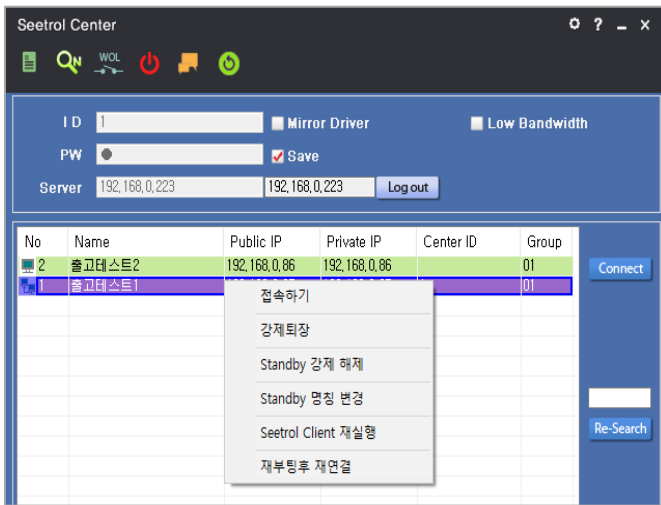 Seetrol Center
?
QN WOL
ID 1 Mirror Driver Low Bandwidth
PW Save
Server 192,168,0,223 192,168,0,223 Log out
No Name Public IP Private IP Center ID Group
2 출고테스트2 192,168,0,86 192,168,0,86 01 Connect
1 출고테스트1 01
접속하기
강제퇴장
Standby 강제 해제
Standby 명칭 변경
Seetrol Client 재실행
Re-Search
재부팅후 재연결